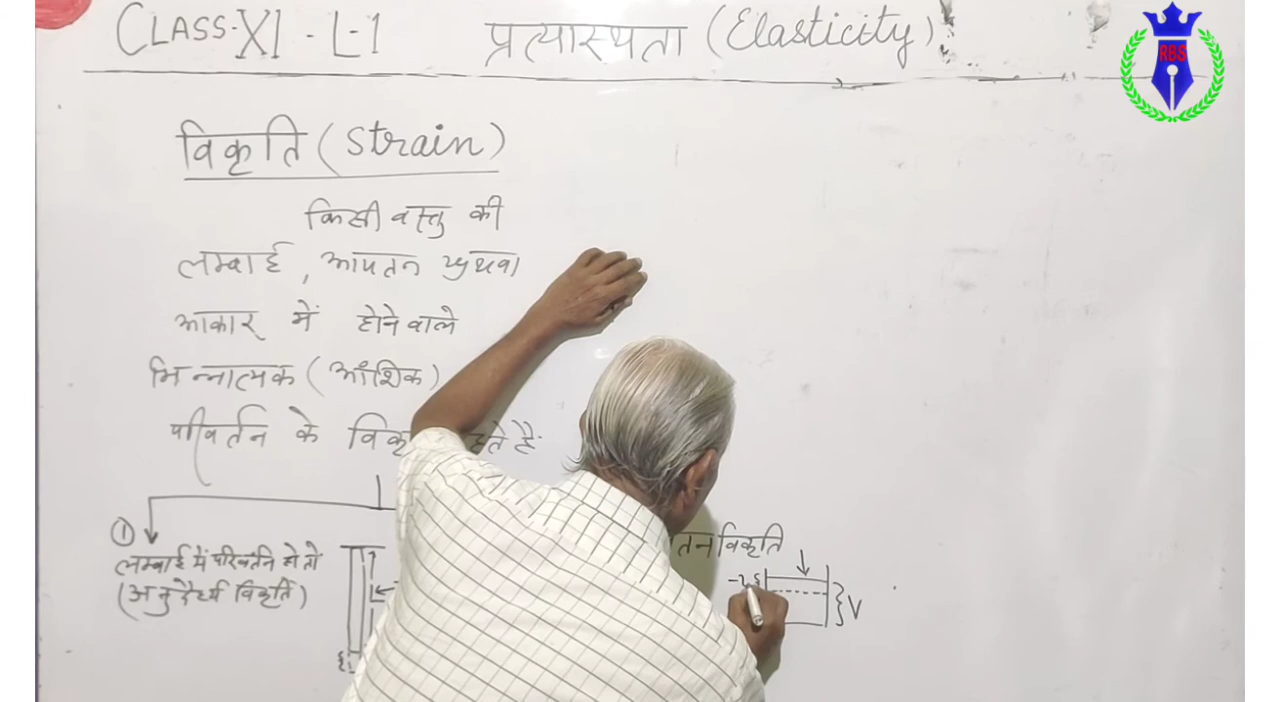 CLASS-XI - L-1 प्रत्यास्थता (Elasticity)
RBS
विकृति (Strain)
किसी वस्तु की
लम्बाई, आयतन अथवा
आकार में होने वाले
भिन्नात्मक (आंशिक)
परिवर्तन के है
① लम्बाई में परिवर्तन हो तो
(अनुदैर्ध्य विकृति)
विकृति
V